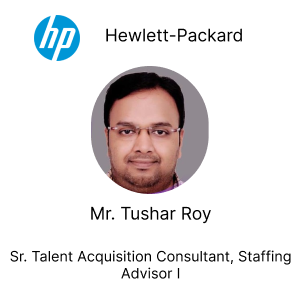 hp
Hewlett-Packard
Mr. Tushar Roy
Sr. Talent Acquisition Consultant, Staffing
Advisor I